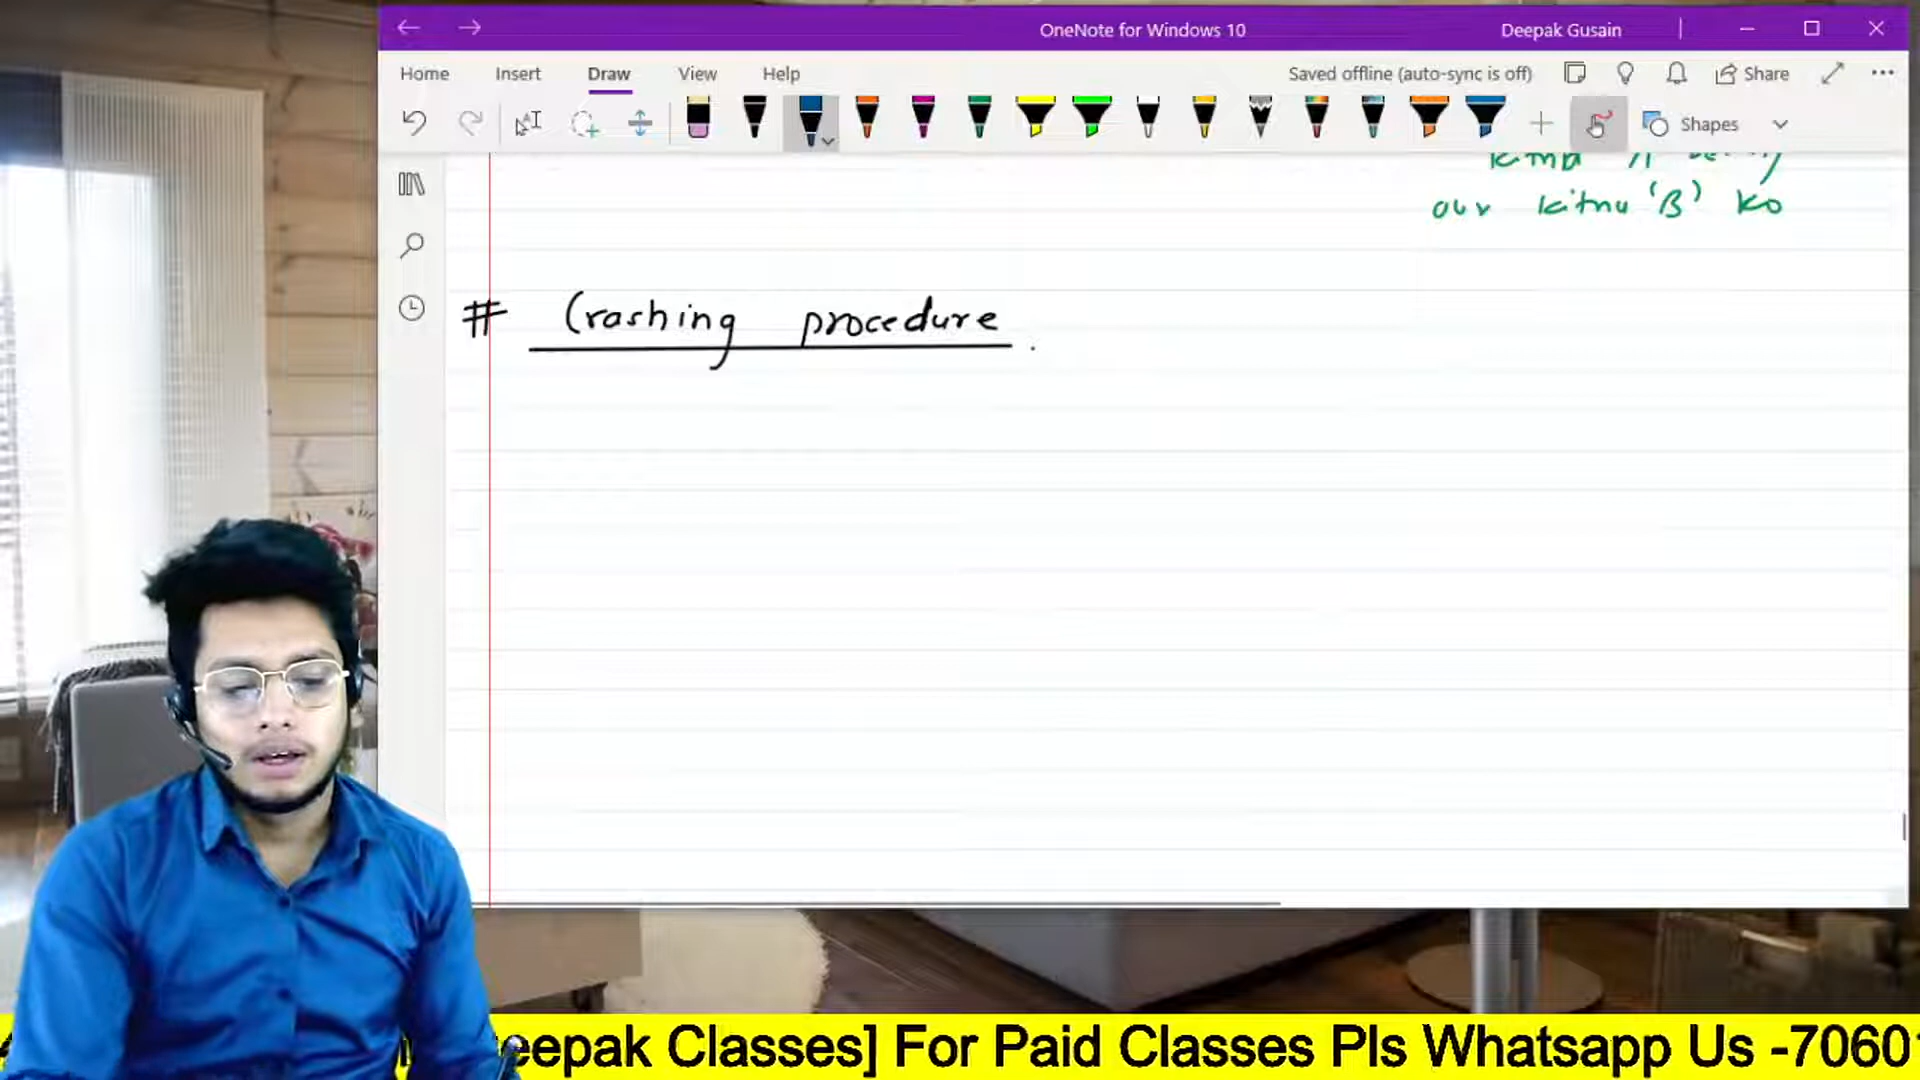 OneNote for Windows 10
Deepak Gusain
Home Insert Draw View Help
Saved offline (auto-sync is off)
Share
Shapes
kitna
our kitnu 'B' ko
# Crashing procedure.
eepak Classes] For Paid Classes Pls Whatsapp Us -7060